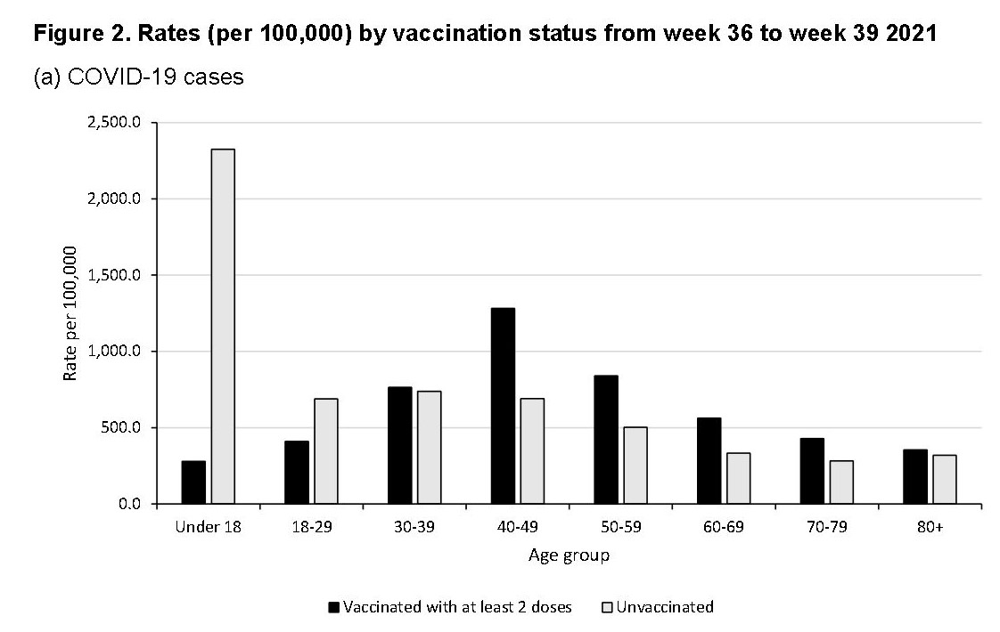 Figure 2. Rates (per 100,000) by vaccination status from week 36 to week 39 2021
(a) COVID-19 cases
2,500.0
2,000.0
1,500.0
1,000.0
500.0
0.0
Rate per 100,000
Under 18 18-29 30-39 40-49 50-59 60-69 70-79 80+
Age group
Vaccinated with at least 2 doses Unvaccinated